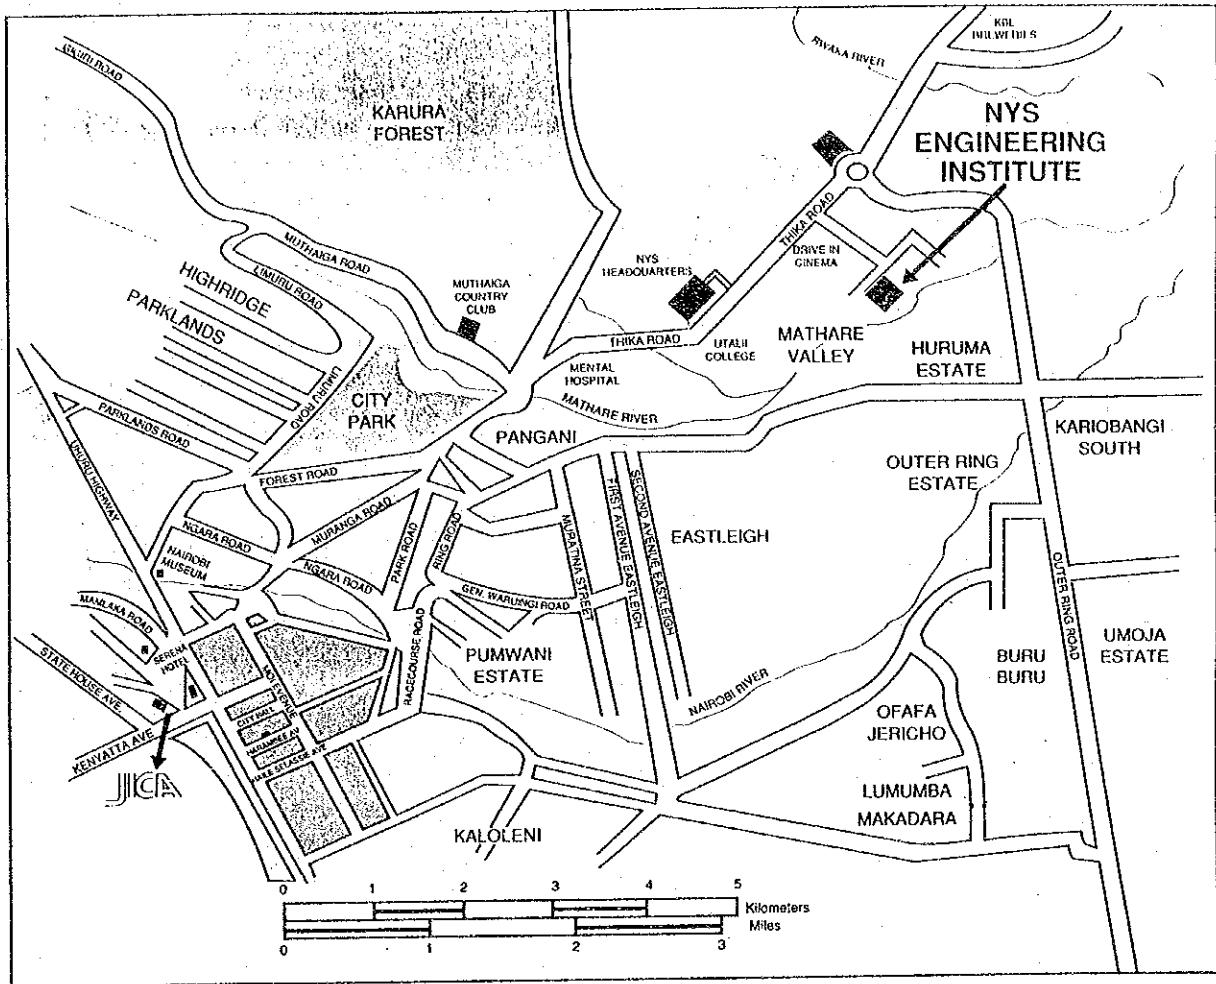 KBL
RWAKA RIVER
KARURA
FOREST
NYS
ENGINEERING
INSTITUTE
THIKA ROAD
DRIVE IN
CINEMA
NYS
HEADQUARTERS
MUTHAIGA ROAD
LIMURU ROAD
HIGHRIDGE
PARKLANDS
MUTHAIGA
COUNTRY
CLUB
THIKA ROAD
UTALII
COLLEGE
MATHARE
VALLEY
HURUMA
ESTATE
MENTAL
HOSPITAL
LIMURU ROAD
CITY
PARK
MATHARE RIVER
PARKLANDS ROAD
UHURU HIGHWAY
PANGANI
KARIOBANGI
SOUTH
FOREST ROAD
OUTER RING
ESTATE
MURANGA ROAD
NGARA ROAD
NAIROBI
MUSEUM
PARK ROAD
RING ROAD
MURATINA STREET
FIRST AVENUE EASTLEIGH
SECOND AVENUE EASTLEIGH
EASTLEIGH
NGARA ROAD
GEN. WARUINGI ROAD
OUTER RING ROAD
MAMLAKA ROAD
SERENA
HOTEL
STATE HOUSE AVE
RACECOURSE ROAD
PUMWANI
ESTATE
UMOJA
ESTATE
BURU
BURU
NAIROBI RIVER
MOI AVENUE
CITY HALL
HARAMBEE AV
HAILE SELASSIE AVE
KENYATTA AVE
OFAFA
JERICHO
JICA
LUMUMBA
MAKADARA
KALOLENI
0 1 2 3 4 5
Kilometers
Miles
0 1 2 3